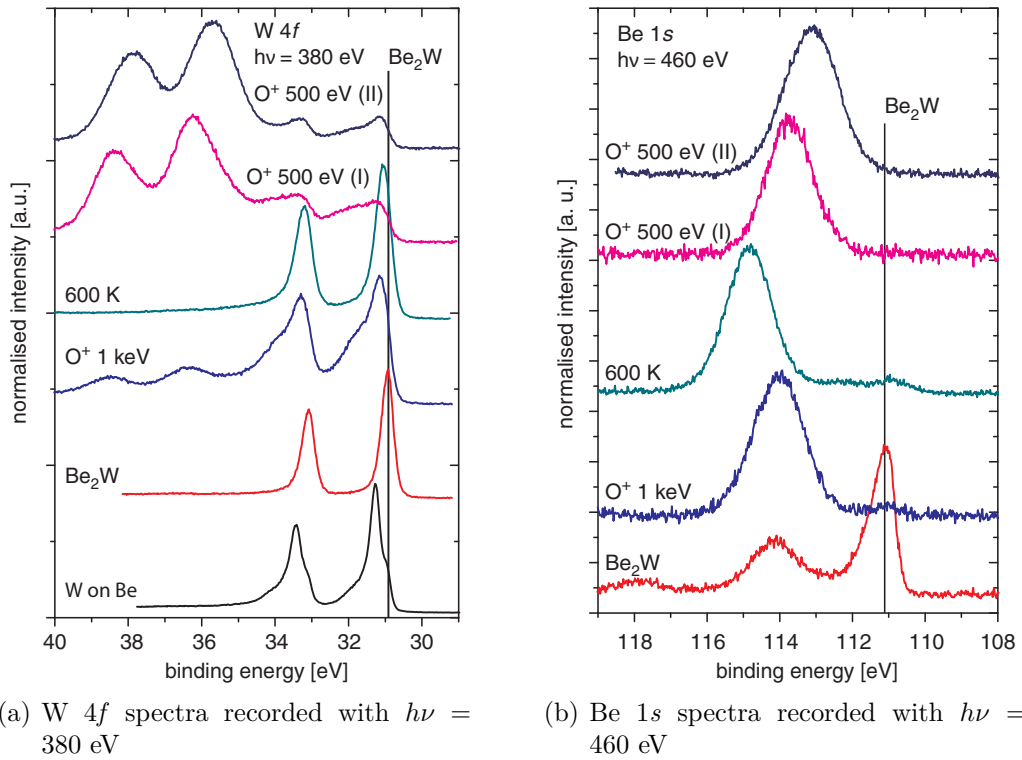 W 4f
hν = 380 eV
Be₂W
O⁺ 500 eV (II)
O⁺ 500 eV (I)
600 K
O⁺ 1 keV
Be₂W
W on Be
normalised intensity [a.u.]
40 38 36 34 32 30
binding energy [eV]
Be 1s
hν = 460 eV
Be₂W
O⁺ 500 eV (II)
O⁺ 500 eV (I)
600 K
O⁺ 1 keV
Be₂W
normalised intensity [a. u.]
118 116 114 112 110 108
binding energy [eV]
(a) W 4f spectra recorded with hν =
380 eV
(b) Be 1s spectra recorded with hν =
460 eV